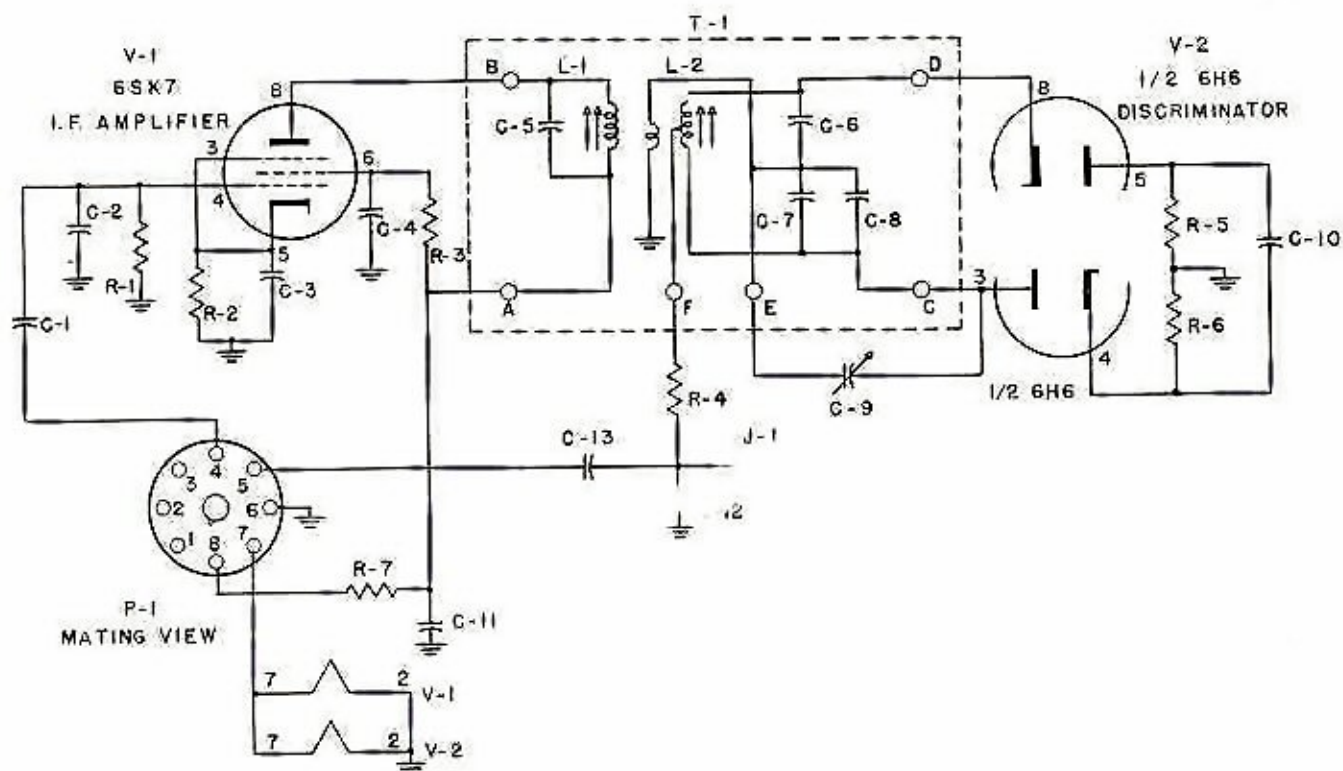 T-1
V-1
6SK7
I.F. AMPLIFIER
V-2
1/2 6H6
DISCRIMINATOR
8
B
L-1
L-2
D
8
3
6
4
5
5
C-5
C-6
C-2
C-4
R-3
C-7
C-8
R-5
C-10
R-1
R-2
C-3
A
F
E
C
3
R-6
4
C-1
R-4
C-9
1/2 6H6
C-13
J-1
4
3
5
2
6
1
8
7
R-7
P-1
MATING VIEW
C-11
7
2
V-1
7
2
V-2